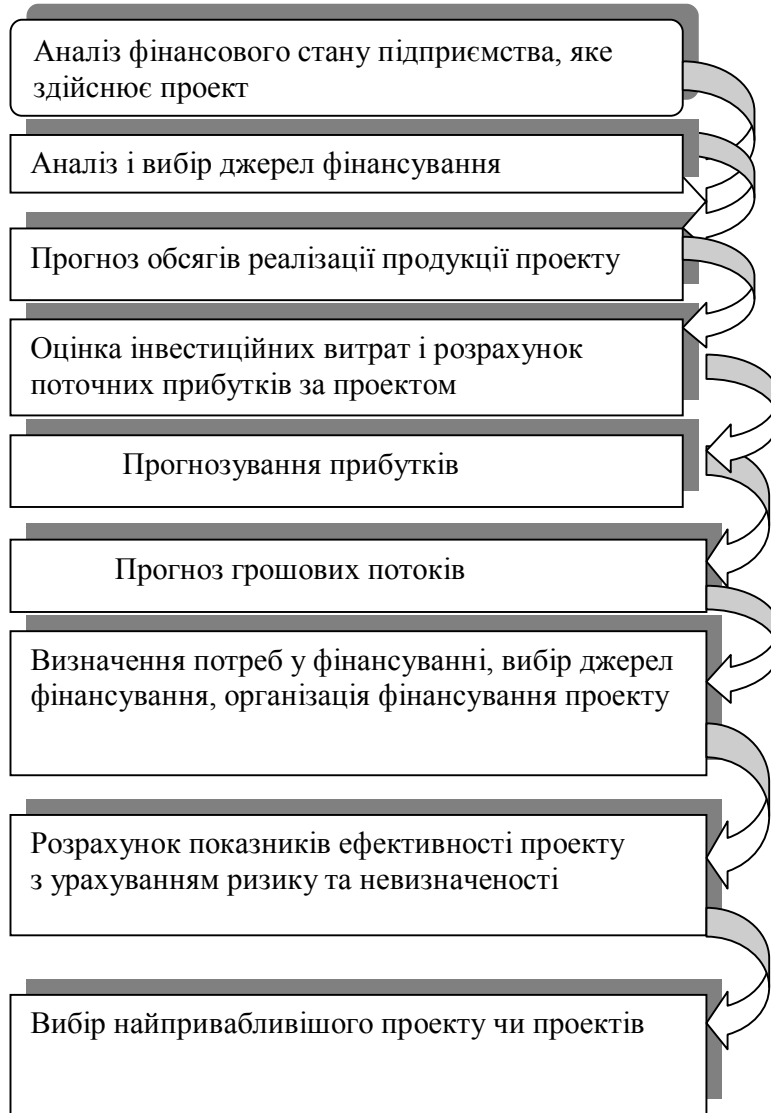 Аналіз фінансового стану підприємства, яке
здійснює проект
Аналіз і вибір джерел фінансування
Прогноз обсягів реалізації продукції проекту
Оцінка інвестиційних витрат і розрахунок
поточних прибутків за проектом
Прогнозування прибутків
Прогноз грошових потоків
Визначення потреб у фінансуванні, вибір джерел
фінансування, організація фінансування проекту
Розрахунок показників ефективності проекту
з урахуванням ризику та невизначеності
Вибір найпривабливішого проекту чи проектів